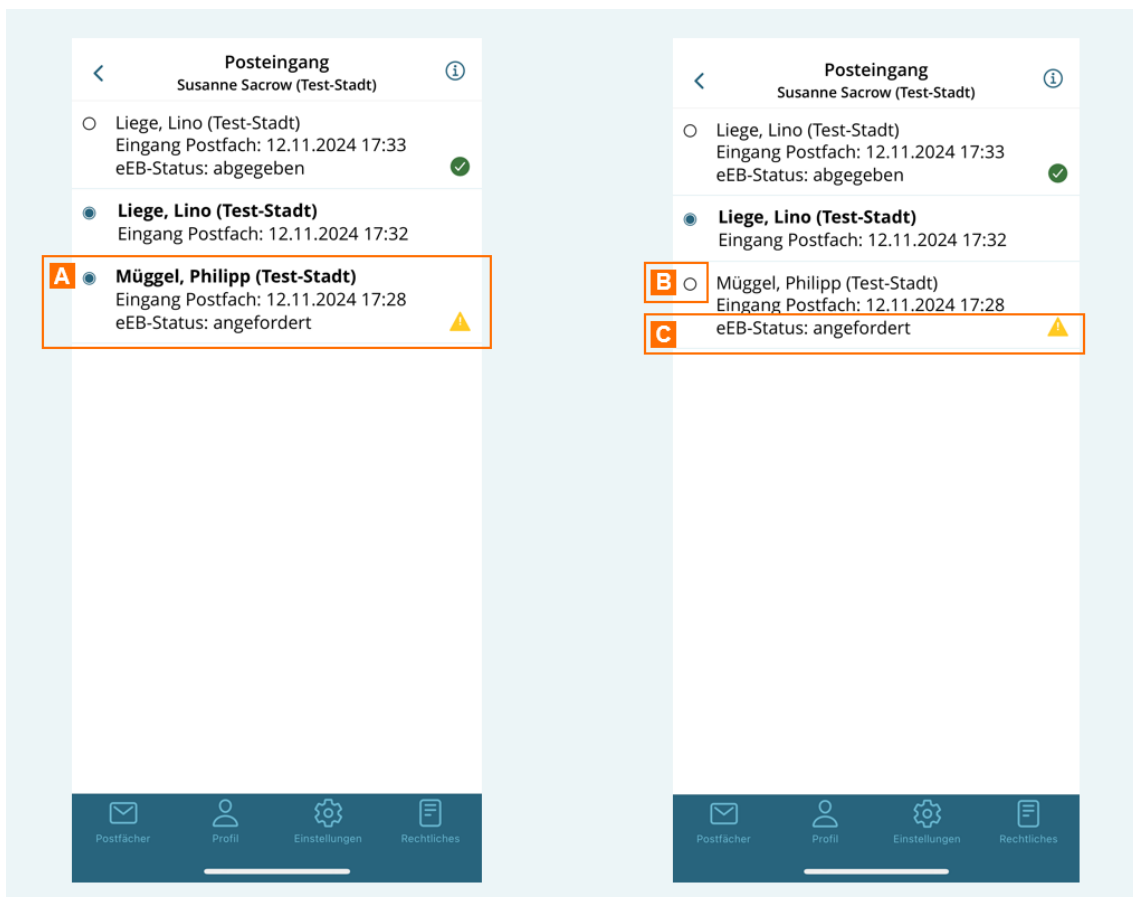 Posteingang
Susanne Sacrow (Test-Stadt)
Liege, Lino (Test-Stadt)
Eingang Postfach: 12.11.2024 17:33
eEB-Status: abgegeben
Liege, Lino (Test-Stadt)
Eingang Postfach: 12.11.2024 17:32
A
Müggel, Philipp (Test-Stadt)
Eingang Postfach: 12.11.2024 17:28
eEB-Status: angefordert
Postfächer Profil Einstellungen Rechtliches
Posteingang
Susanne Sacrow (Test-Stadt)
Liege, Lino (Test-Stadt)
Eingang Postfach: 12.11.2024 17:33
eEB-Status: abgegeben
Liege, Lino (Test-Stadt)
Eingang Postfach: 12.11.2024 17:32
B
Müggel, Philipp (Test-Stadt)
Eingang Postfach: 12.11.2024 17:28
C
eEB-Status: angefordert
Postfächer Profil Einstellungen Rechtliches